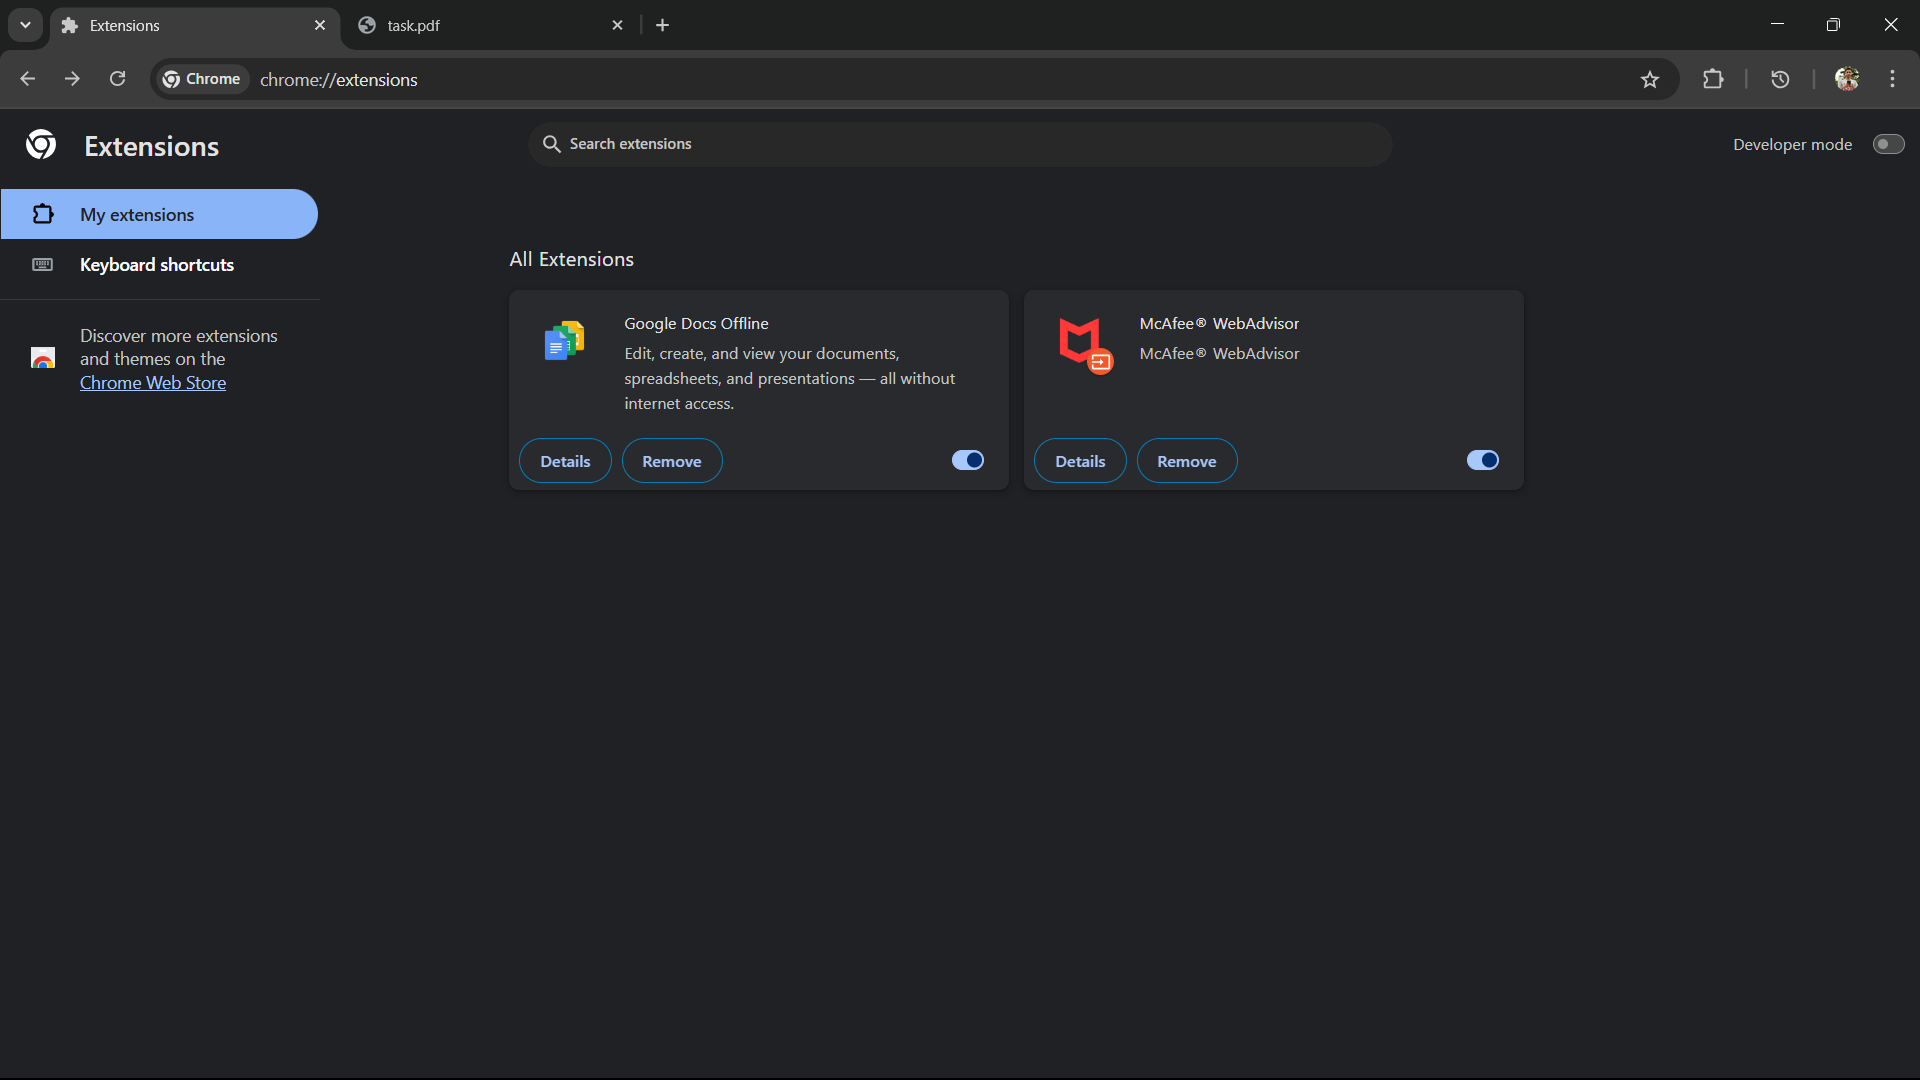 Extensions
task.pdf
Chrome
chrome://extensions
Extensions
Search extensions
Developer mode
My extensions
Keyboard shortcuts
Discover more extensions
and themes on the
Chrome Web Store
All Extensions
Google Docs Offline
Edit, create, and view your documents,
spreadsheets, and presentations — all without
internet access.
Details
Remove
McAfee® WebAdvisor
McAfee® WebAdvisor
Details
Remove